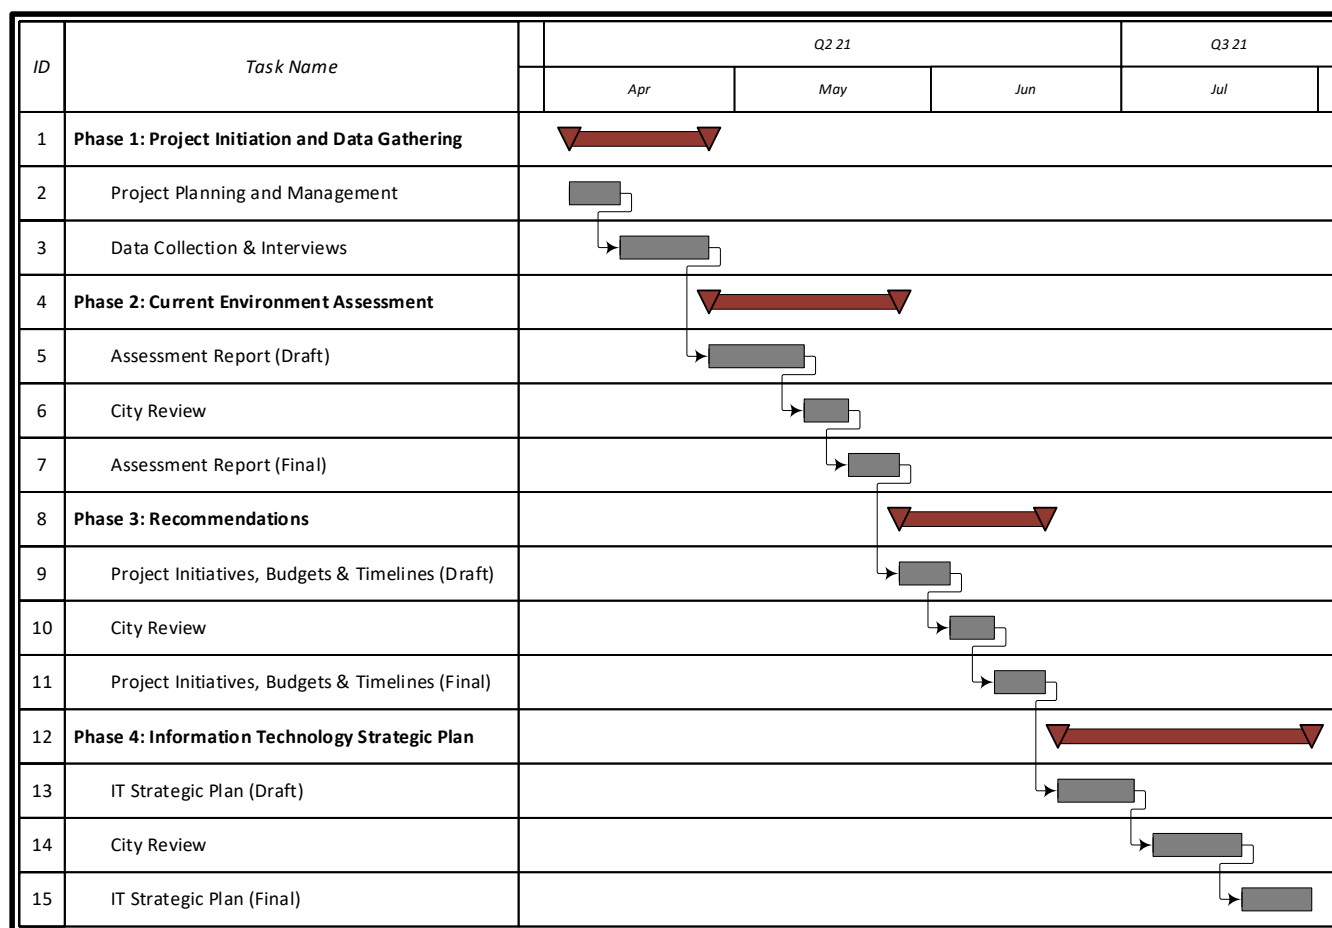 ID
Task Name
Q2 21
Q3 21
Apr
May
Jun
Jul
1 Phase 1: Project Initiation and Data Gathering
2 Project Planning and Management
3 Data Collection & Interviews
4 Phase 2: Current Environment Assessment
5 Assessment Report (Draft)
6 City Review
7 Assessment Report (Final)
8 Phase 3: Recommendations
9 Project Initiatives, Budgets & Timelines (Draft)
10 City Review
11 Project Initiatives, Budgets & Timelines (Final)
12 Phase 4: Information Technology Strategic Plan
13 IT Strategic Plan (Draft)
14 City Review
15 IT Strategic Plan (Final)